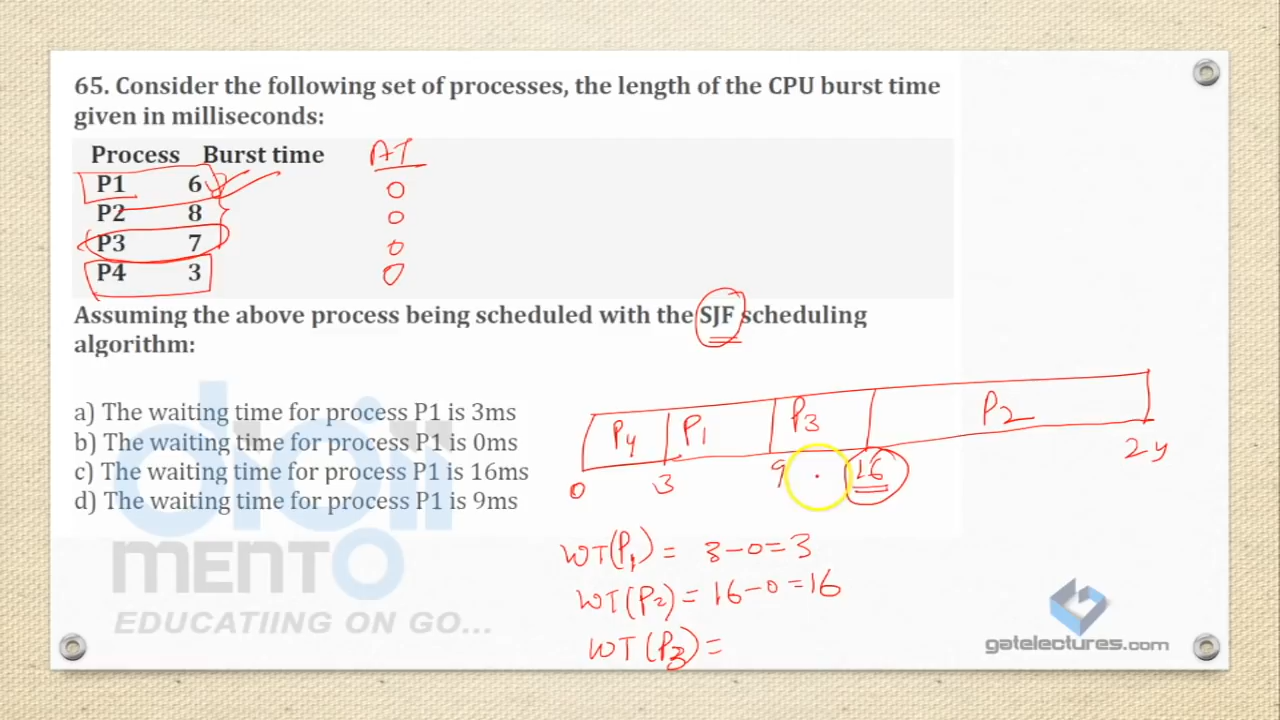 65. Consider the following set of processes, the length of the CPU burst time
given in milliseconds:
Process Burst time AT
P1 6 0
P2 8 0
P3 7 0
P4 3 0
Assuming the above process being scheduled with the SJF scheduling
algorithm:
a) The waiting time for process P1 is 3ms
b) The waiting time for process P1 is 0ms
c) The waiting time for process P1 is 16ms
d) The waiting time for process P1 is 9ms
P4 P1 P3 P2
0 3 9 16 24
WT(P1) = 3-0=3
WT(P2) = 16-0=16
WT(P3) =
digii
MENTO
EDUCATIING ON GO...
gatelectures.com